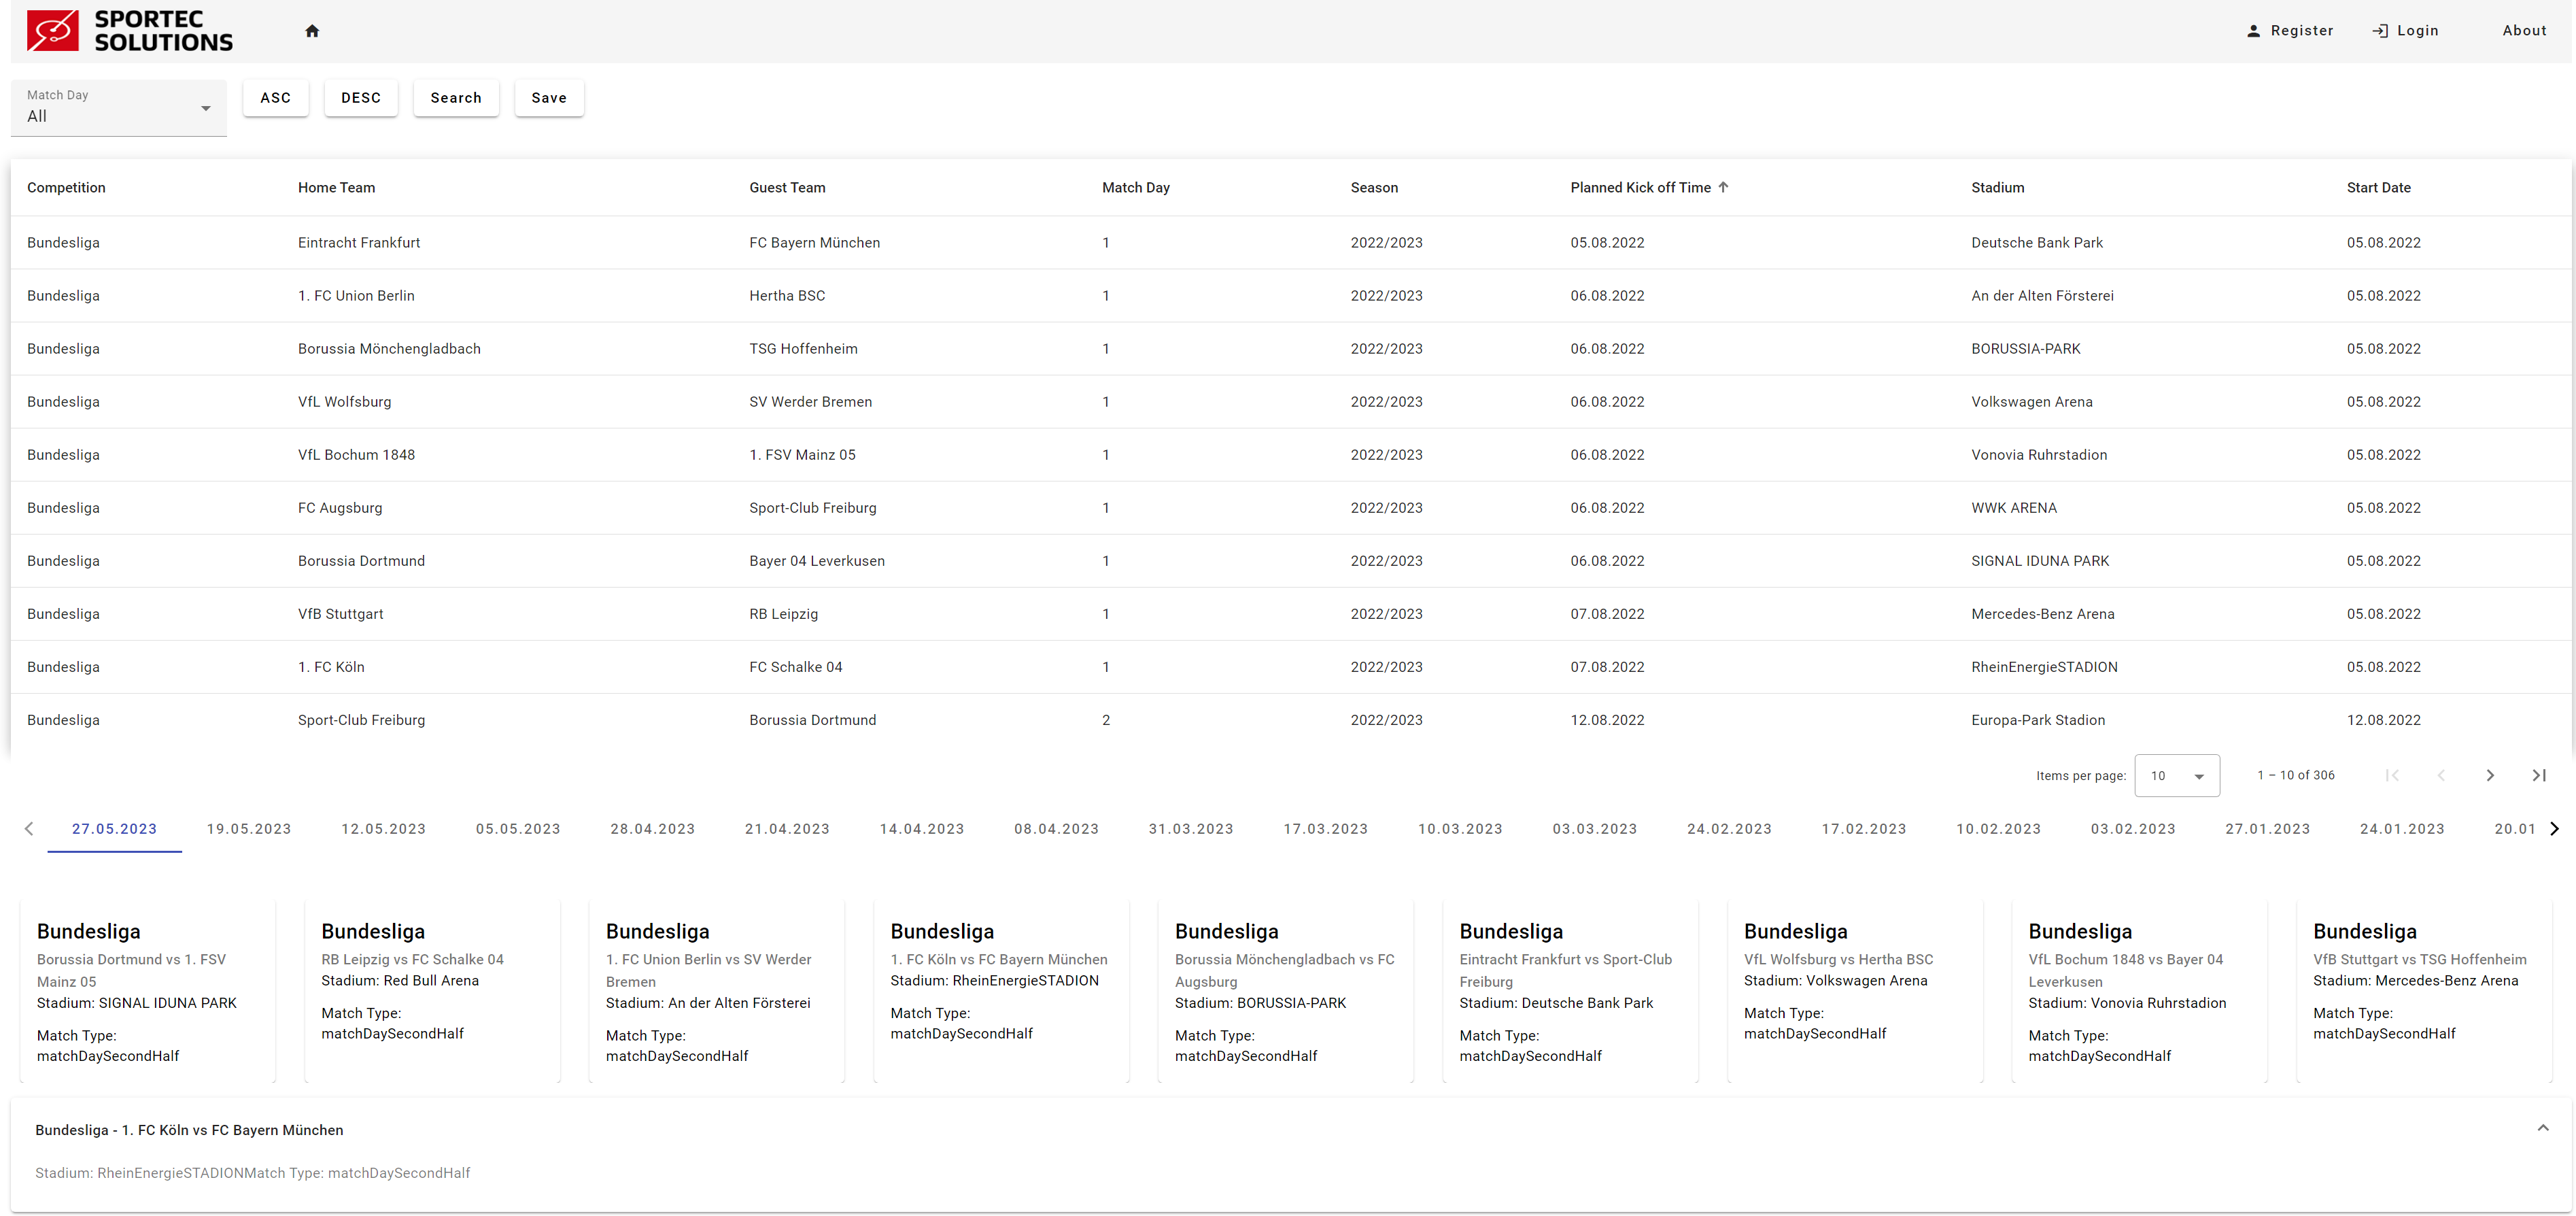 SPORTEC
SOLUTIONS
Register
Login
About
Match Day
All
ASC
DESC
Search
Save
Competition Home Team Guest Team Match Day Season Planned Kick off Time Stadium Start Date
Bundesliga Eintracht Frankfurt FC Bayern München 1 2022/2023 05.08.2022 Deutsche Bank Park 05.08.2022
Bundesliga 1. FC Union Berlin Hertha BSC 1 2022/2023 06.08.2022 An der Alten Försterei 05.08.2022
Bundesliga Borussia Mönchengladbach TSG Hoffenheim 1 2022/2023 06.08.2022 BORUSSIA-PARK 05.08.2022
Bundesliga VfL Wolfsburg SV Werder Bremen 1 2022/2023 06.08.2022 Volkswagen Arena 05.08.2022
Bundesliga VfL Bochum 1848 1. FSV Mainz 05 1 2022/2023 06.08.2022 Vonovia Ruhrstadion 05.08.2022
Bundesliga FC Augsburg Sport-Club Freiburg 1 2022/2023 06.08.2022 WWK ARENA 05.08.2022
Bundesliga Borussia Dortmund Bayer 04 Leverkusen 1 2022/2023 06.08.2022 SIGNAL IDUNA PARK 05.08.2022
Bundesliga VfB Stuttgart RB Leipzig 1 2022/2023 07.08.2022 Mercedes-Benz Arena 05.08.2022
Bundesliga 1. FC Köln FC Schalke 04 1 2022/2023 07.08.2022 RheinEnergieSTADION 05.08.2022
Bundesliga Sport-Club Freiburg Borussia Dortmund 2 2022/2023 12.08.2022 Europa-Park Stadion 12.08.2022
Items per page: 10 1 – 10 of 306
27.05.2023 19.05.2023 12.05.2023 05.05.2023 28.04.2023 21.04.2023 14.04.2023 08.04.2023 31.03.2023 17.03.2023 10.03.2023 03.03.2023 24.02.2023 17.02.2023 10.02.2023 03.02.2023 27.01.2023 24.01.2023 20.01
Bundesliga
Borussia Dortmund vs 1. FSV
Mainz 05
Stadium: SIGNAL IDUNA PARK
Match Type:
matchDaySecondHalf
Bundesliga
RB Leipzig vs FC Schalke 04
Stadium: Red Bull Arena
Match Type:
matchDaySecondHalf
Bundesliga
1. FC Union Berlin vs SV Werder
Bremen
Stadium: An der Alten Försterei
Match Type:
matchDaySecondHalf
Bundesliga
1. FC Köln vs FC Bayern München
Stadium: RheinEnergieSTADION
Match Type:
matchDaySecondHalf
Bundesliga
Borussia Mönchengladbach vs FC
Augsburg
Stadium: BORUSSIA-PARK
Match Type:
matchDaySecondHalf
Bundesliga
Eintracht Frankfurt vs Sport-Club
Freiburg
Stadium: Deutsche Bank Park
Match Type:
matchDaySecondHalf
Bundesliga
VfL Wolfsburg vs Hertha BSC
Stadium: Volkswagen Arena
Match Type:
matchDaySecondHalf
Bundesliga
VfL Bochum 1848 vs Bayer 04
Leverkusen
Stadium: Vonovia Ruhrstadion
Match Type:
matchDaySecondHalf
Bundesliga
VfB Stuttgart vs TSG Hoffenheim
Stadium: Mercedes-Benz Arena
Match Type:
matchDaySecondHalf
Bundesliga - 1. FC Köln vs FC Bayern München
Stadium: RheinEnergieSTADIONMatch Type: matchDaySecondHalf